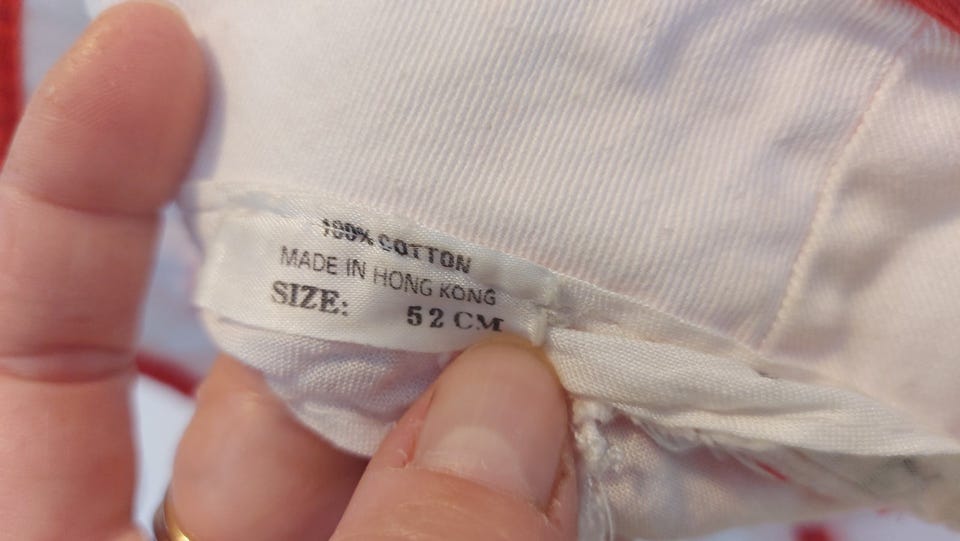 100% COTTON
MADE IN HONG KONG
SIZE: 52 CM